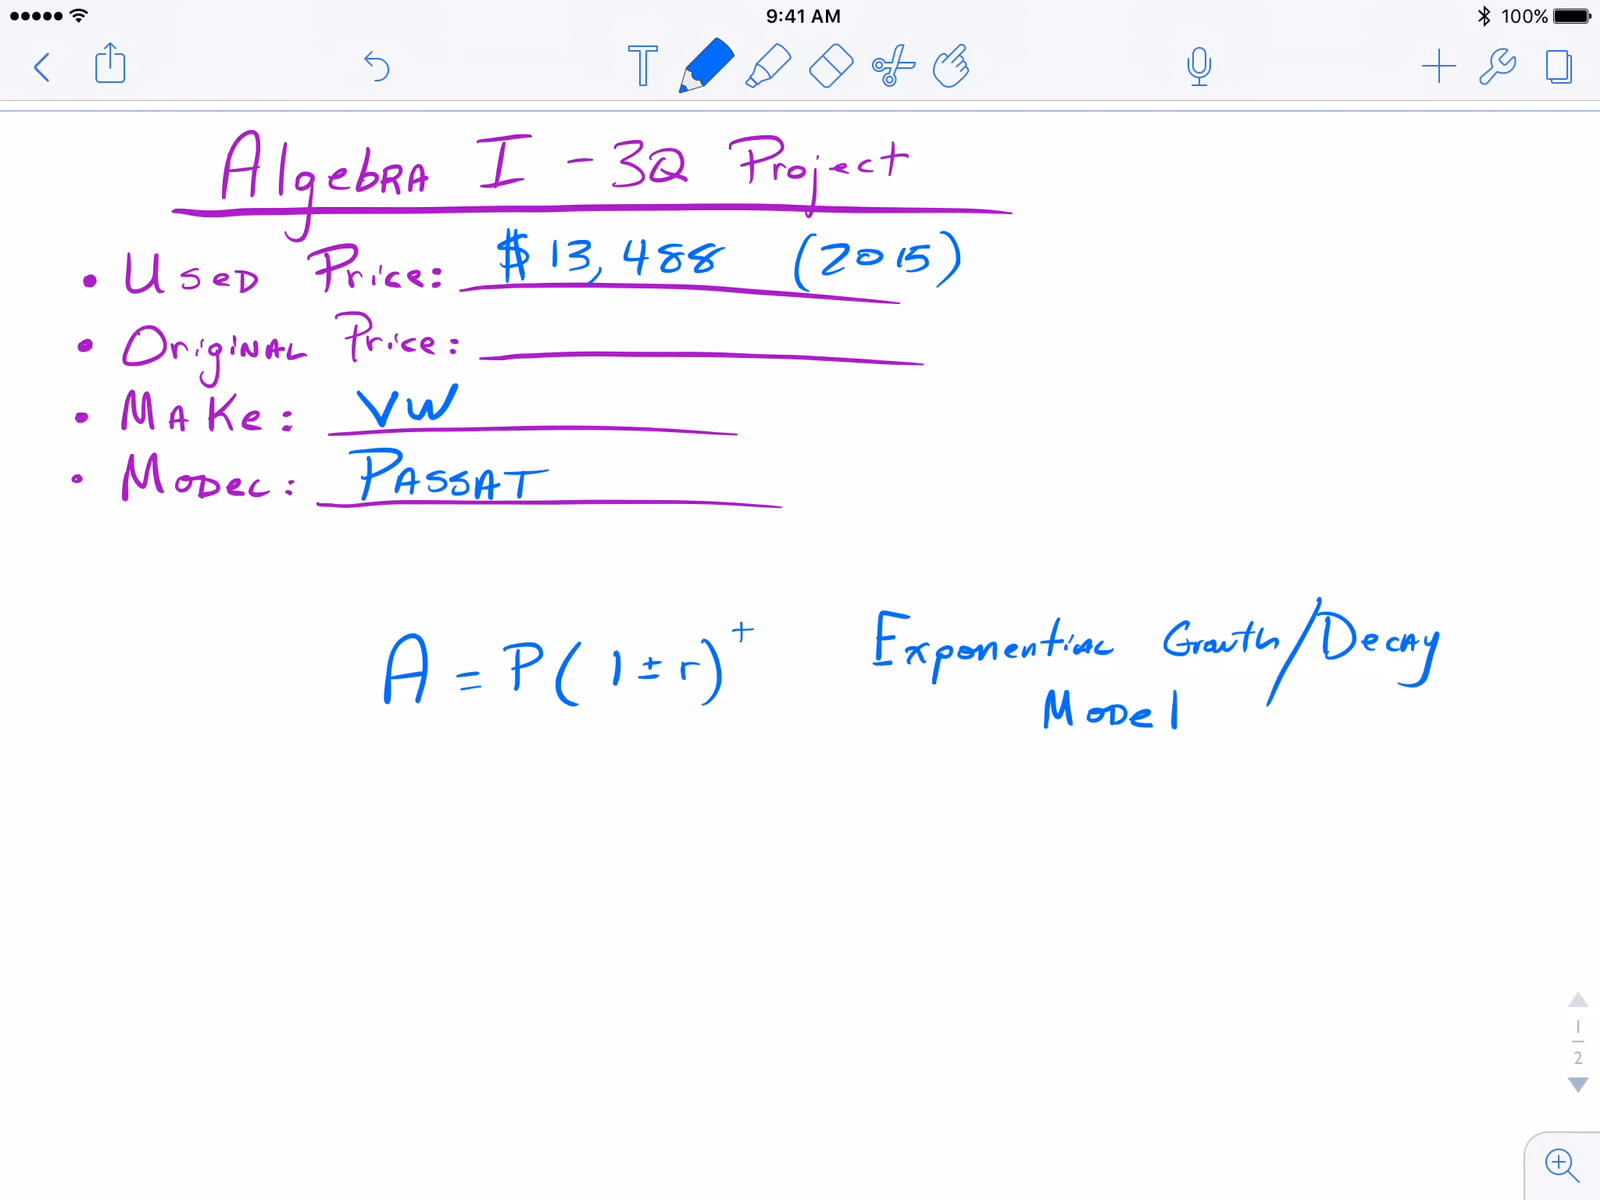 9:41 AM
100%
Algebra I - 3Q Project
• Used Price: $13,488 (2015)
• Original Price:
• Make: VW
• Model: Passat
A = P(1 ± r)^t Exponential Growth/Decay
Model
1
2